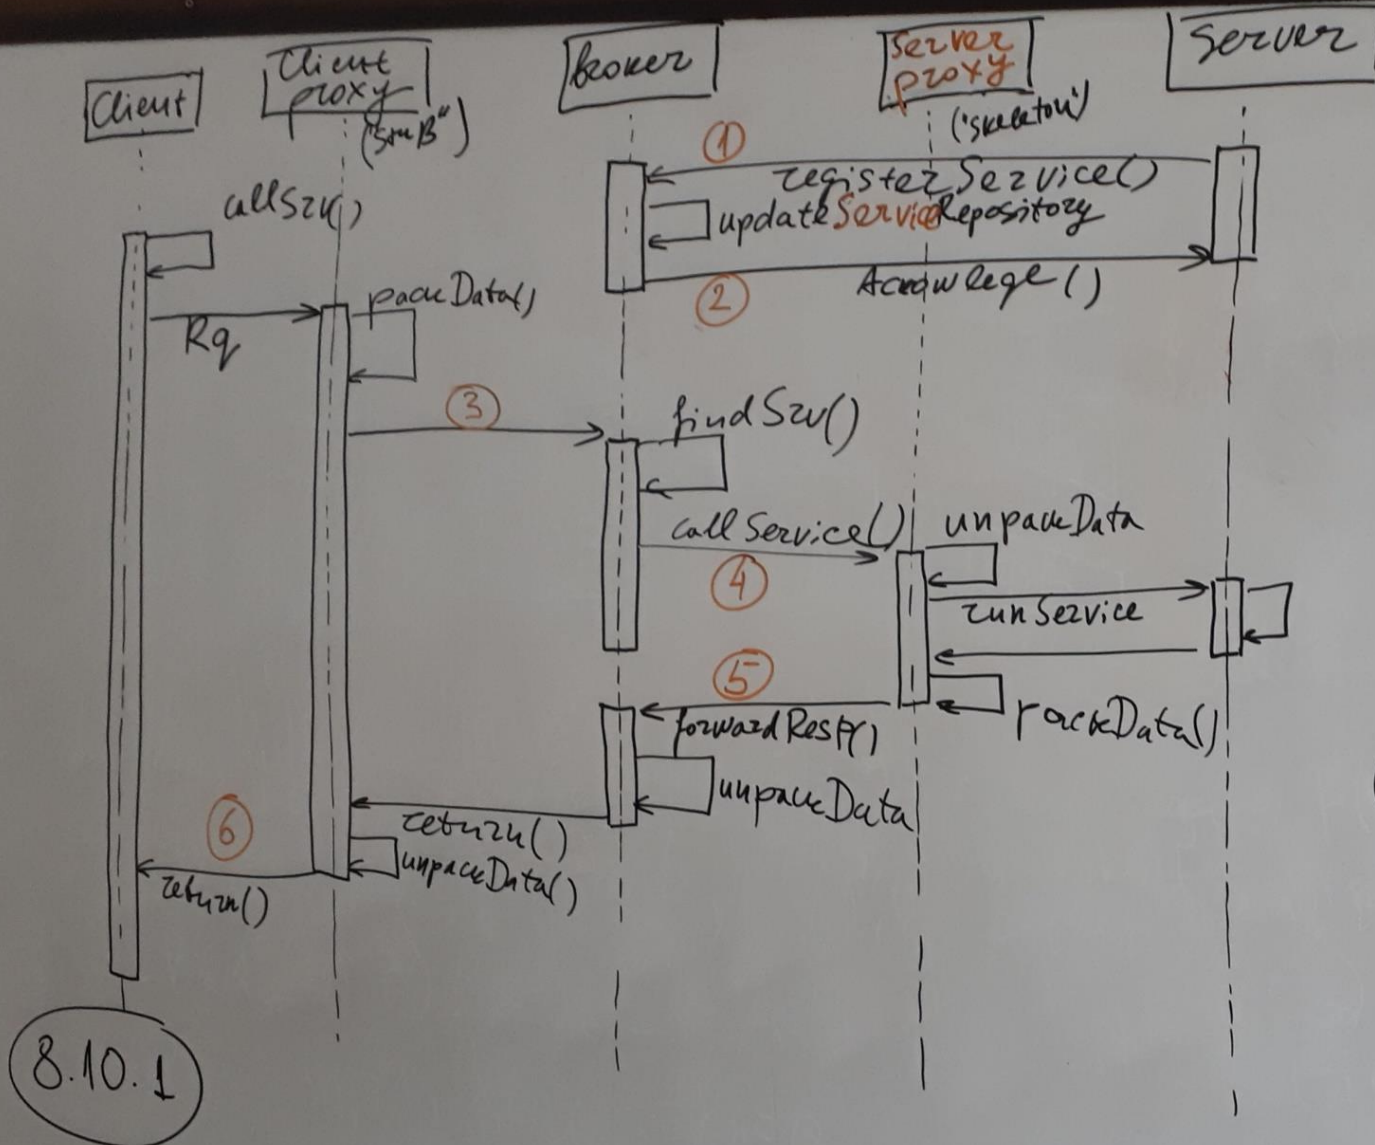 Client
Client
proxy
("StuB")
broker
Server
proxy
('skeleton')
Server
callSrv()
1
registerService()
updateServiceRepository
2
Acnowlege()
Rq
packData()
3
findSrv()
callService()
4
unpackData
runService
5
forwardResp()
packData()
unpackData
return()
6
unpackData()
return()
8.10.1